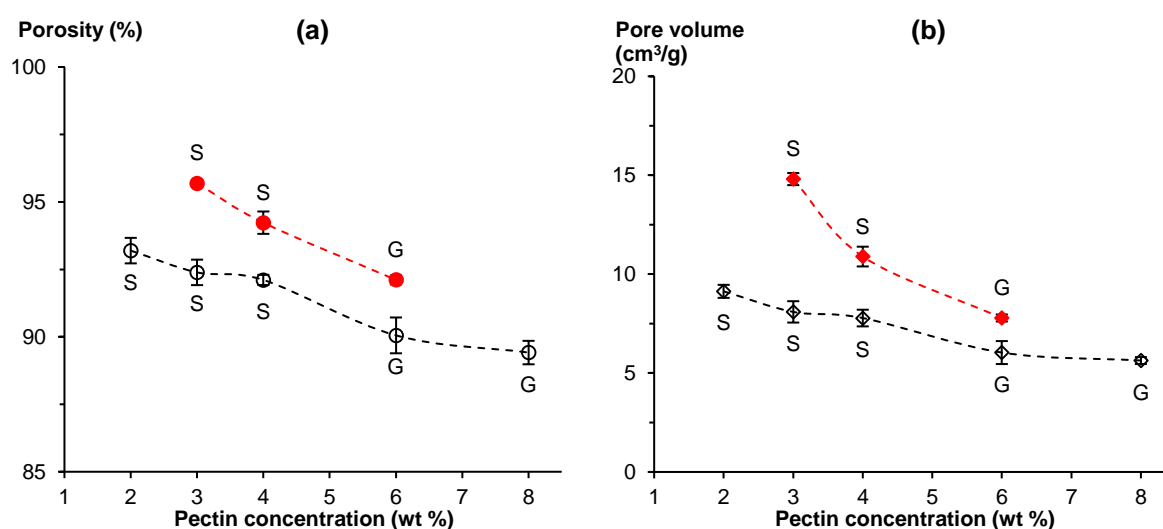 Porosity (%)
(a)
100
95
90
85
S
S
G
S
S
S
G
G
1 2 3 4 5 6 7 8
Pectin concentration (wt %)
Pore volume
(cm³/g)
(b)
20
15
10
5
0
S
S
G
S
S
S
G
G
1 2 3 4 5 6 7 8
Pectin concentration (wt %)